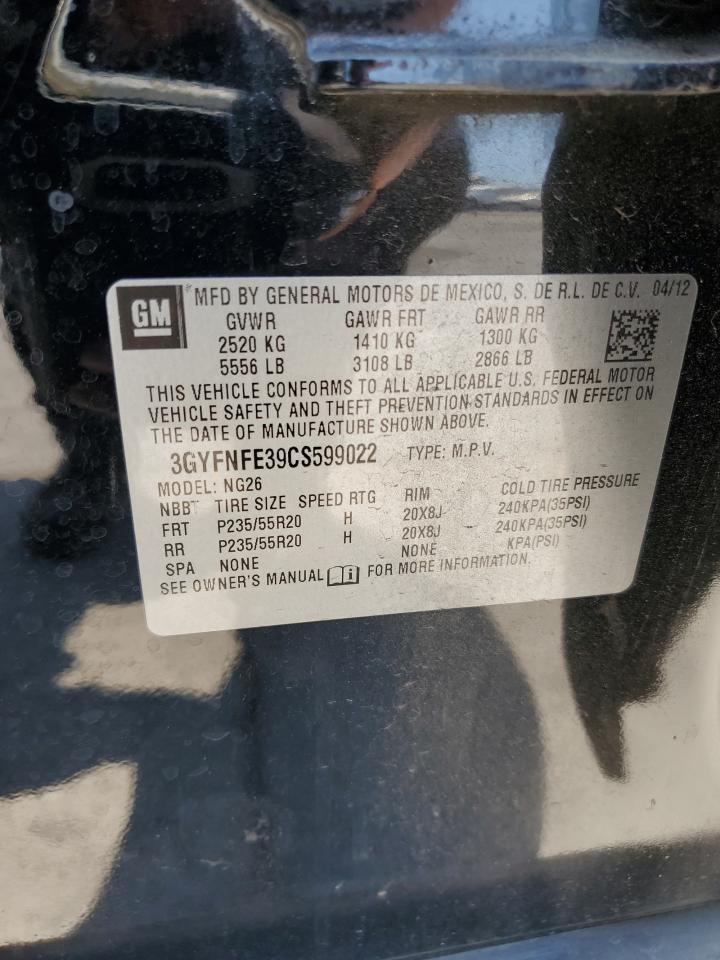 GM *MFD BY GENERAL MOTORS DE MEXICO, S. DE R.L. DE C.V. 04/12
GVWR GAWR FRT GAWR RR
2520 KG 1410 KG 1300 KG
5556 LB 3108 LB 2866 LB
THIS VEHICLE CONFORMS TO ALL APPLICABLE U.S. FEDERAL MOTOR
VEHICLE SAFETY AND THEFT PREVENTION STANDARDS IN EFFECT ON
THE DATE OF MANUFACTURE SHOWN ABOVE.
3GYFNFE39CS599022 TYPE: M.P.V.
MODEL: NG26
NBBT TIRE SIZE SPEED RTG RIM COLD TIRE PRESSURE
FRT P235/55R20 H 20X8J 240KPA(35PSI)
RR P235/55R20 H 20X8J 240KPA(35PSI)
SPA NONE NONE KPA(PSI)
SEE OWNER'S MANUAL FOR MORE INFORMATION.